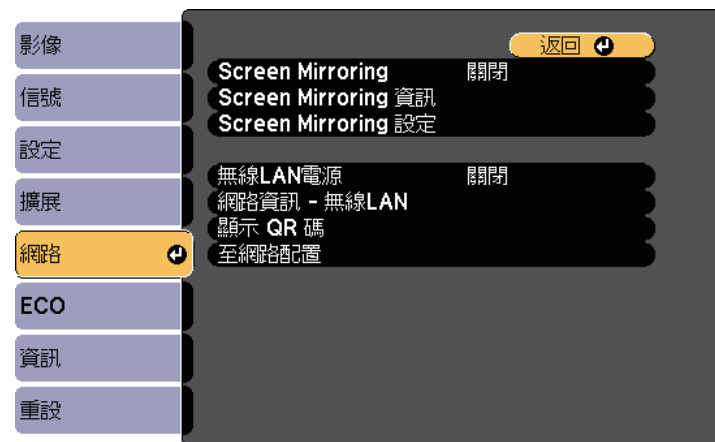 影像
信號
設定
擴展
網路
ECO
資訊
重設
返回
Screen Mirroring 關閉
Screen Mirroring 資訊
Screen Mirroring 設定
無線LAN電源 關閉
網路資訊 - 無線LAN
顯示 QR 碼
至網路配置